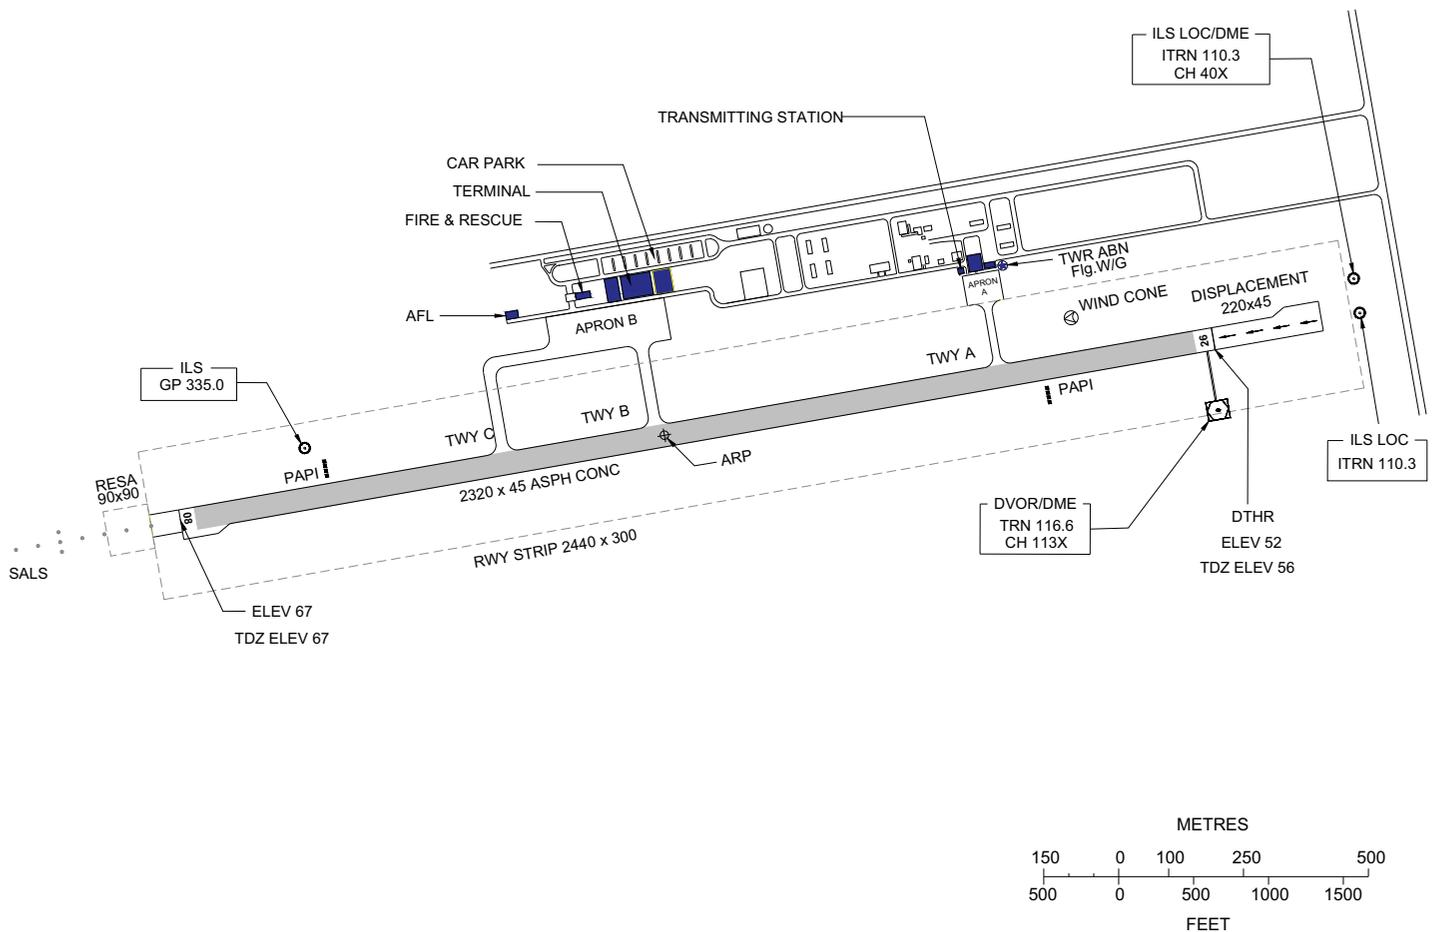 ILS LOC/DME
ITRN 110.3
CH 40X
TRANSMITTING STATION
CAR PARK
TERMINAL
FIRE & RESCUE
AFL
APRON B
TWR ABN
Flg.W/G
APRON
A
WIND CONE
DISPLACEMENT
220x45
26
ILS
GP 335.0
TWY A
PAPI
TWY B
TWY C
ARP
PAPI
RESA
90x90
08
2320 x 45 ASPH CONC
RWY STRIP 2440 x 300
SALS
ELEV 67
TDZ ELEV 67
ILS LOC
ITRN 110.3
DVOR/DME
TRN 116.6
CH 113X
DTHR
ELEV 52
TDZ ELEV 56
METRES
150 0 100 250 500
500 0 500 1000 1500
FEET